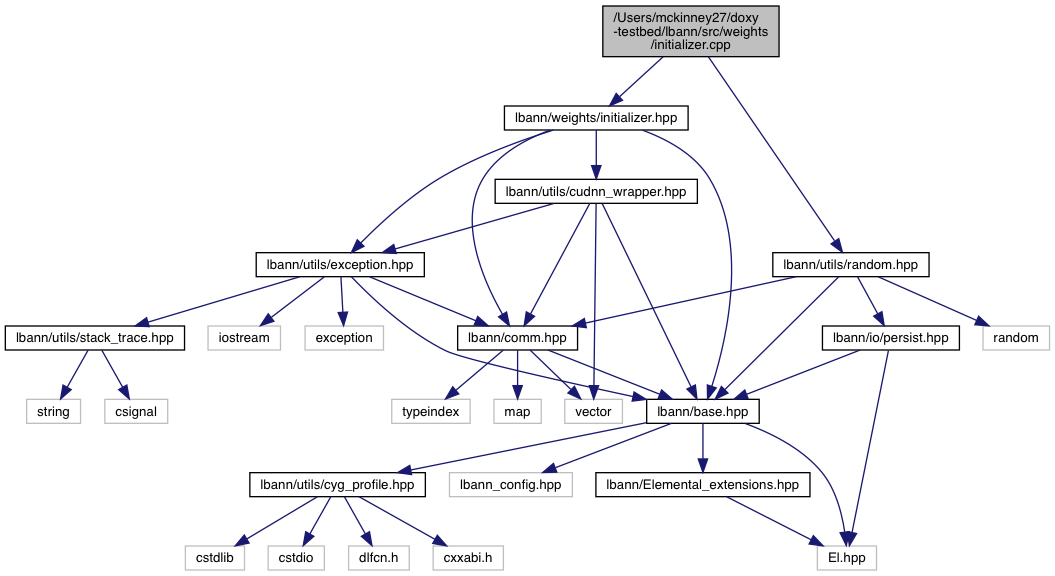 /Users/mckinney27/doxy
-testbed/lbann/src/weights
/initializer.cpp
lbann/weights/initializer.hpp
lbann/utils/cudnn_wrapper.hpp
lbann/utils/exception.hpp
lbann/utils/random.hpp
lbann/utils/stack_trace.hpp
iostream
exception
lbann/comm.hpp
lbann/io/persist.hpp
random
string
csignal
typeindex
map
vector
lbann/base.hpp
lbann/utils/cyg_profile.hpp
lbann_config.hpp
lbann/Elemental_extensions.hpp
cstdlib
cstdio
dlfcn.h
cxxabi.h
El.hpp